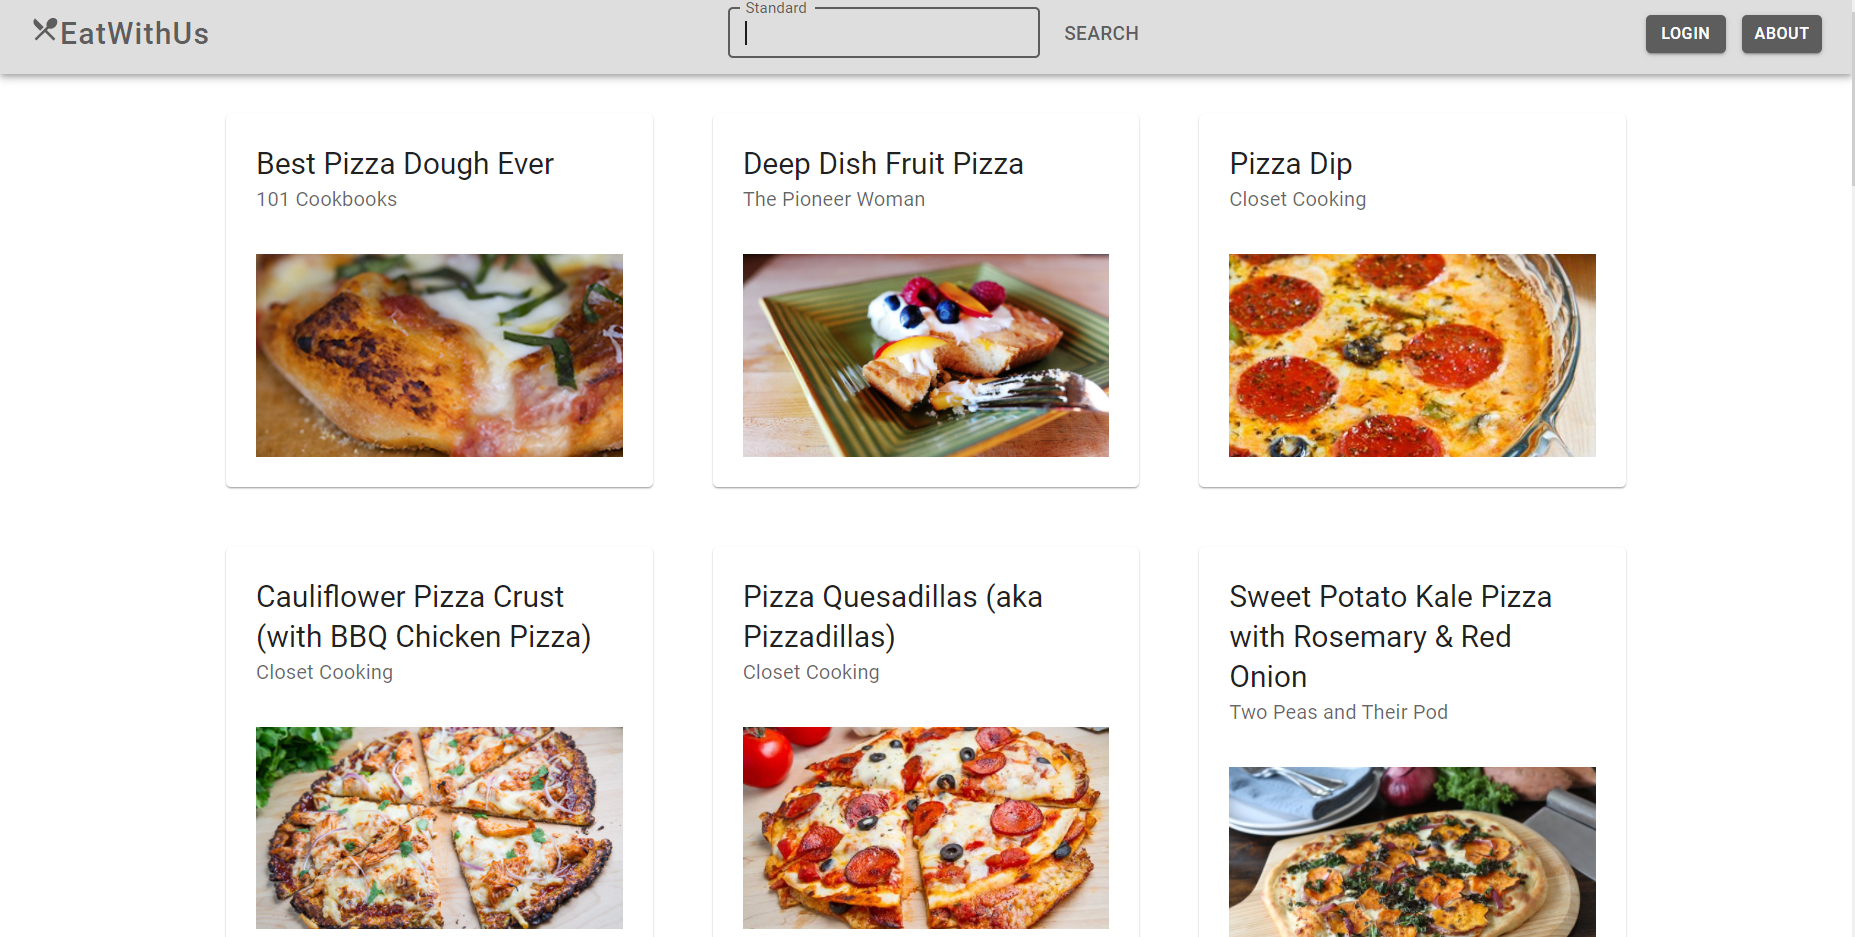 EatWithUs
Standard
SEARCH
LOGIN
ABOUT
Best Pizza Dough Ever
101 Cookbooks
Deep Dish Fruit Pizza
The Pioneer Woman
Pizza Dip
Closet Cooking
Cauliflower Pizza Crust
(with BBQ Chicken Pizza)
Closet Cooking
Pizza Quesadillas (aka
Pizzadillas)
Closet Cooking
Sweet Potato Kale Pizza
with Rosemary & Red
Onion
Two Peas and Their Pod